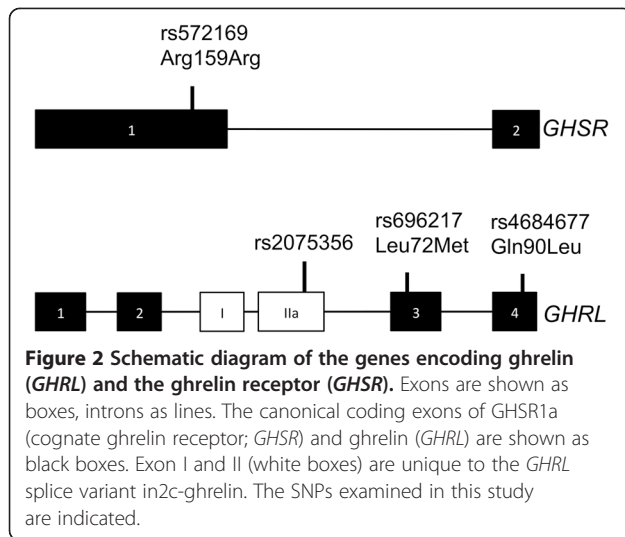 rs572169
Arg159Arg
1
2
GHSR
rs2075356
rs696217
Leu72Met
rs4684677
Gln90Leu
1
2
I
IIa
3
4
GHRL
Figure 2 Schematic diagram of the genes encoding ghrelin
(GHRL) and the ghrelin receptor (GHSR). Exons are shown as
boxes, introns as lines. The canonical coding exons of GHSR1a
(cognate ghrelin receptor; GHSR) and ghrelin (GHRL) are shown as
black boxes. Exon I and II (white boxes) are unique to the GHRL
splice variant in2c-ghrelin. The SNPs examined in this study
are indicated.